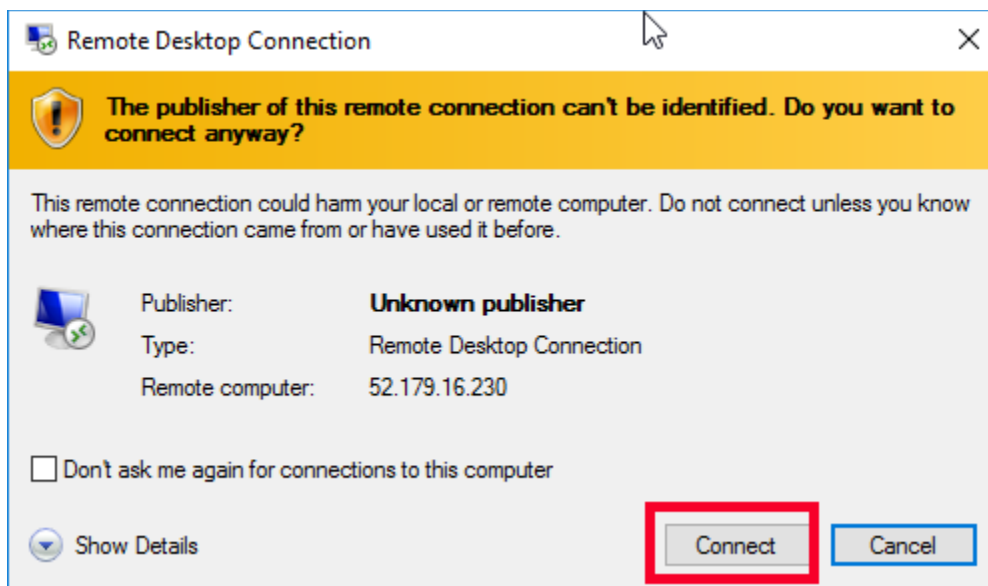 Remote Desktop Connection
The publisher of this remote connection can't be identified. Do you want to
connect anyway?
This remote connection could harm your local or remote computer. Do not connect unless you know
where this connection came from or have used it before.
Publisher: Unknown publisher
Type: Remote Desktop Connection
Remote computer: 52.179.16.230
Don't ask me again for connections to this computer
Show Details Connect Cancel